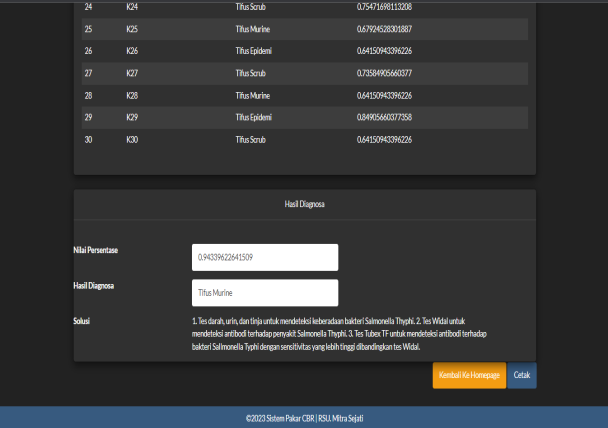 24 K24 Tifus Scrub 0.75471698113208
25 K25 Tifus Murine 0.67924528301887
26 K26 Tifus Epidemi 0.64150943396226
27 K27 Tifus Scrub 0.73584905660377
28 K28 Tifus Murine 0.64150943396226
29 K29 Tifus Epidemi 0.84905660377358
30 K30 Tifus Scrub 0.64150943396226
Hasil Diagnosa
Nilai Persentase 0.94339622641509
Hasil Diagnosa Tifus Murine
Solusi 1. Tes darah, urin, dan tinja untuk mendeteksi keberadaan bakteri Salmonella Thyphi. 2. Tes Widal untuk
mendeteksi antibodi terhadap penyakit Salmonella Thyphi. 3. Tes Tubex TF untuk mendeteksi antibodi terhadap
bakteri Sallmonella Typhi dengan sensitivitas yang lebih tinggi dibandingkan tes Widal.
Kembali Ke Homepage Cetak
©2023 Sistem Pakar CBR | RSU. Mitra Sejati